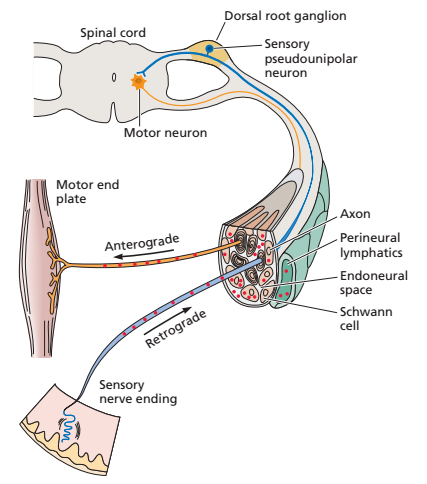 Dorsal root ganglion
Spinal cord
Sensory
pseudounipolar
neuron
Motor neuron
Motor end
plate
Anterograde
Axon
Perineural
lymphatics
Endoneural
space
Schwann
cell
Retrograde
Sensory
nerve ending